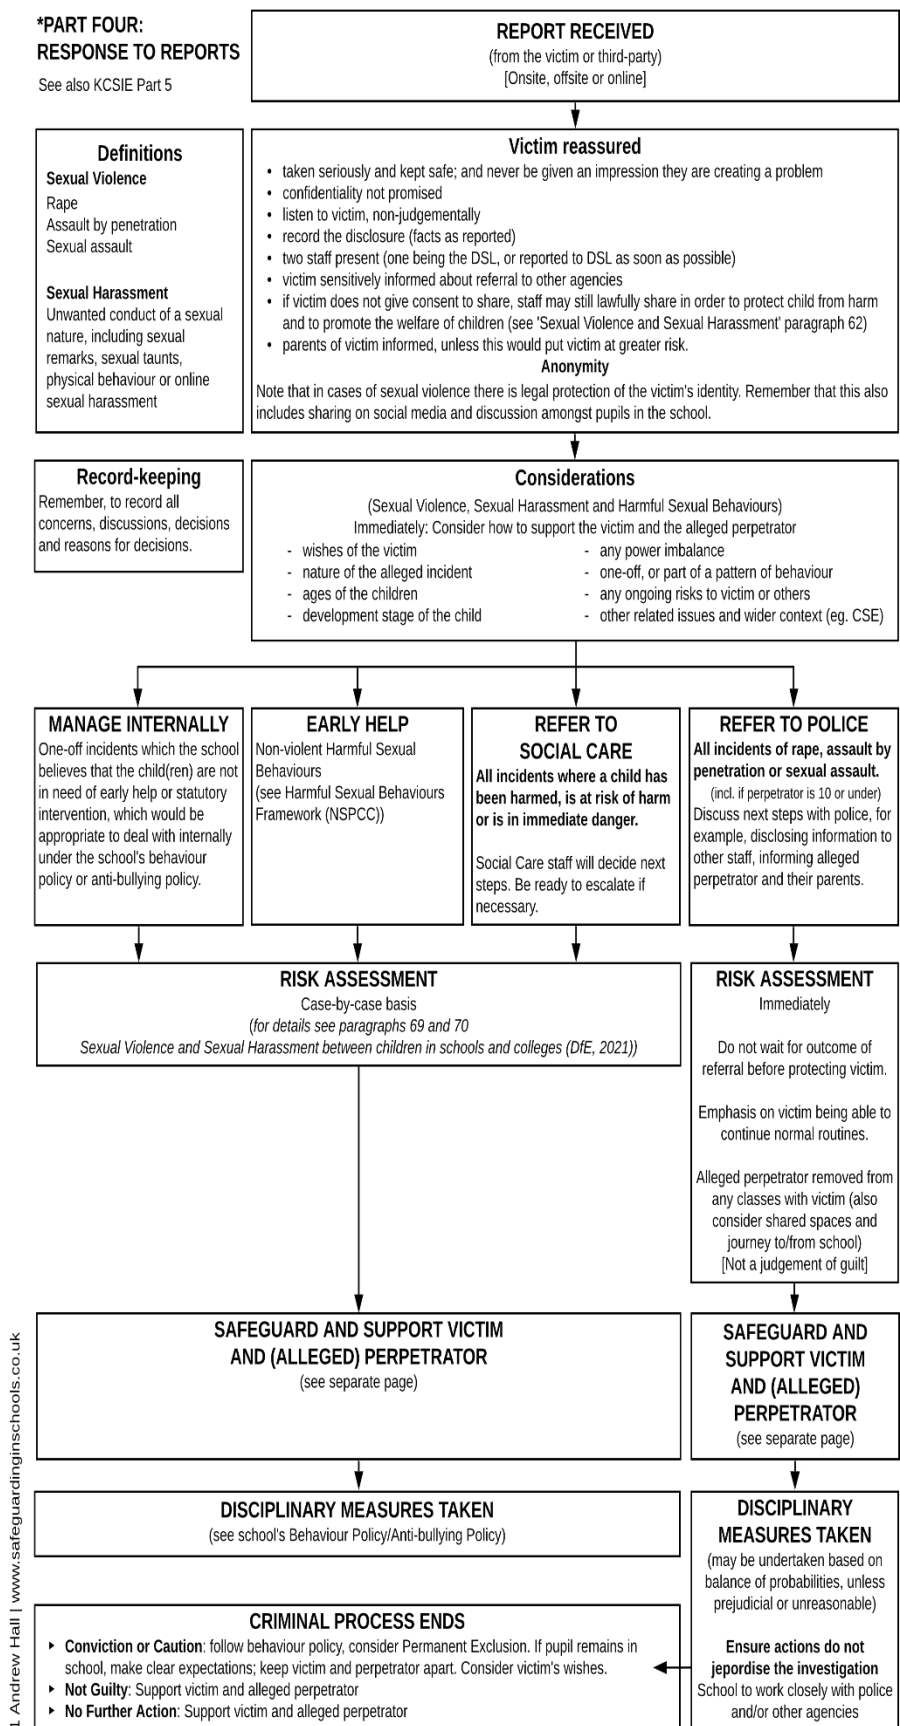 *PART FOUR:
RESPONSE TO REPORTS
See also KCSIE Part 5
REPORT RECEIVED
(from the victim or third-party)
[Onsite, offsite or online]
Definitions
Sexual Violence
Rape
Assault by penetration
Sexual assault
Sexual Harassment
Unwanted conduct of a sexual
nature, including sexual
remarks, sexual taunts,
physical behaviour or online
sexual harassment
Victim reassured
• taken seriously and kept safe; and never be given an impression they are creating a problem
• confidentiality not promised
• listen to victim, non-judgementally
• record the disclosure (facts as reported)
• two staff present (one being the DSL, or reported to DSL as soon as possible)
• victim sensitively informed about referral to other agencies
• if victim does not give consent to share, staff may still lawfully share in order to protect child from harm
and to promote the welfare of children (see 'Sexual Violence and Sexual Harassment' paragraph 62)
• parents of victim informed, unless this would put victim at greater risk.
Anonymity
Note that in cases of sexual violence there is legal protection of the victim's identity. Remember that this also
includes sharing on social media and discussion amongst pupils in the school.
Record-keeping
Remember, to record all
concerns, discussions, decisions
and reasons for decisions.
Considerations
(Sexual Violence, Sexual Harassment and Harmful Sexual Behaviours)
Immediately: Consider how to support the victim and the alleged perpetrator
- wishes of the victim
- nature of the alleged incident
- ages of the children
- development stage of the child
- any power imbalance
- one-off, or part of a pattern of behaviour
- any ongoing risks to victim or others
- other related issues and wider context (eg. CSE)
MANAGE INTERNALLY
One-off incidents which the school
believes that the child(ren) are not
in need of early help or statutory
intervention, which would be
appropriate to deal with internally
under the school's behaviour
policy or anti-bullying policy.
EARLY HELP
Non-violent Harmful Sexual
Behaviours
(see Harmful Sexual Behaviours
Framework (NSPCC))
REFER TO
SOCIAL CARE
All incidents where a child has
been harmed, is at risk of harm
or is in immediate danger.
Social Care staff will decide next
steps. Be ready to escalate if
necessary.
REFER TO POLICE
All incidents of rape, assault by
penetration or sexual assault.
(incl. if perpetrator is 10 or under)
Discuss next steps with police, for
example, disclosing information to
other staff, informing alleged
perpetrator and their parents.
RISK ASSESSMENT
Case-by-case basis
(for details see paragraphs 69 and 70
Sexual Violence and Sexual Harassment between children in schools and colleges (DfE, 2021))
RISK ASSESSMENT
Immediately
Do not wait for outcome of
referral before protecting victim.
Emphasis on victim being able to
continue normal routines.
Alleged perpetrator removed from
any classes with victim (also
consider shared spaces and
journey to/from school)
[Not a judgement of guilt]
SAFEGUARD AND SUPPORT VICTIM
AND (ALLEGED) PERPETRATOR
(see separate page)
SAFEGUARD AND
SUPPORT VICTIM
AND (ALLEGED)
PERPETRATOR
(see separate page)
DISCIPLINARY MEASURES TAKEN
(see school's Behaviour Policy/Anti-bullying Policy)
DISCIPLINARY
MEASURES TAKEN
(may be undertaken based on
balance of probabilities, unless
prejudicial or unreasonable)
Ensure actions do not
jepordise the investigation
School to work closely with police
and/or other agencies
CRIMINAL PROCESS ENDS
‣ Conviction or Caution: follow behaviour policy, consider Permanent Exclusion. If pupil remains in
school, make clear expectations; keep victim and perpetrator apart. Consider victim's wishes.
‣ Not Guilty: Support victim and alleged perpetrator
‣ No Further Action: Support victim and alleged perpetrator
1 Andrew Hall | www.safeguardinginschools.co.uk